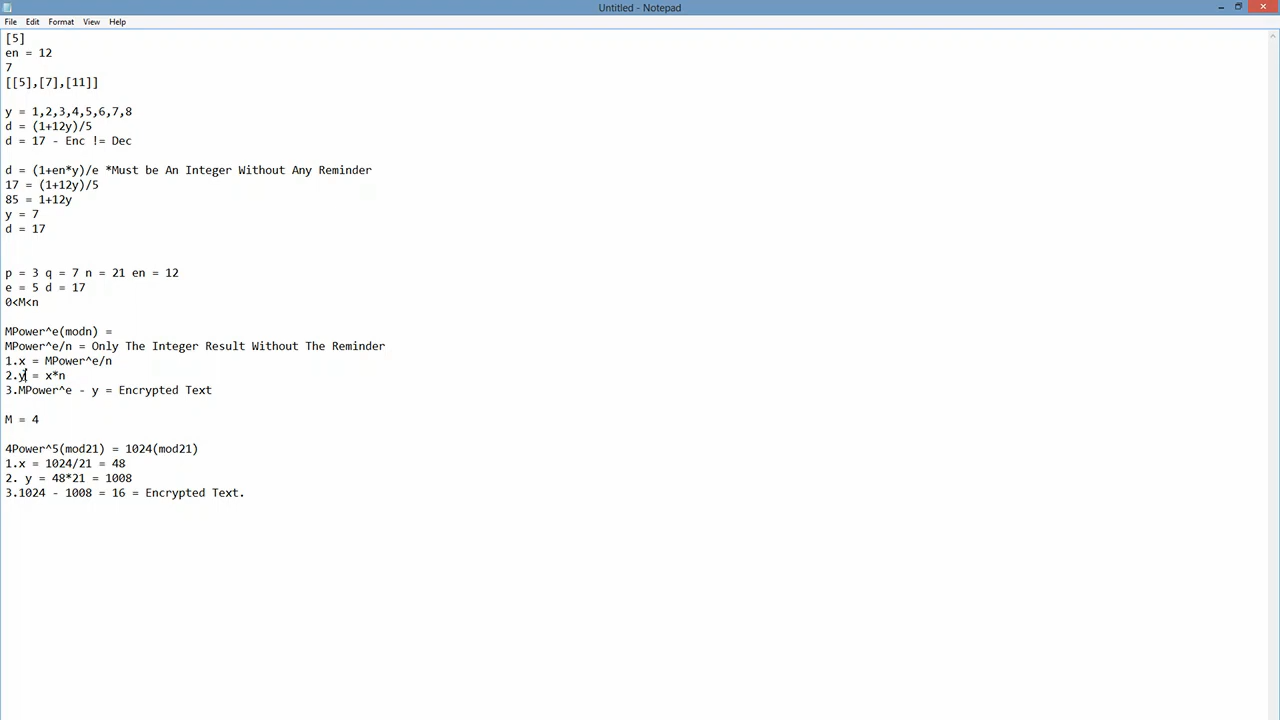 Untitled - Notepad
File Edit Format View Help
[5]
en = 12
7
[[5],[7],[11]]
y = 1,2,3,4,5,6,7,8
d = (1+12y)/5
d = 17 - Enc != Dec
d = (1+en*y)/e *Must be An Integer Without Any Reminder
17 = (1+12y)/5
85 = 1+12y
y = 7
d = 17
p = 3 q = 7 n = 21 en = 12
e = 5 d = 17
0<M<n
MPower^e(modn) =
MPower^e/n = Only The Integer Result Without The Reminder
1.x = MPower^e/n
2.y = x*n
3.MPower^e - y = Encrypted Text
M = 4
4Power^5(mod21) = 1024(mod21)
1.x = 1024/21 = 48
2. y = 48*21 = 1008
3.1024 - 1008 = 16 = Encrypted Text.